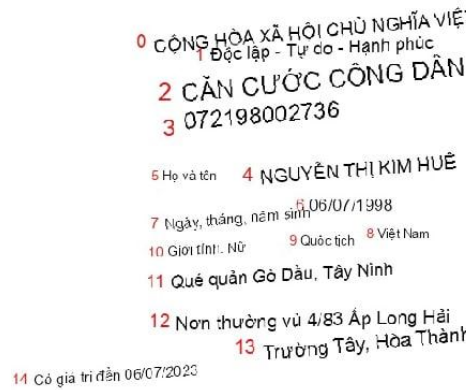 0 CỘNG HÒA XÃ HỘI CHỦ NGHĨA VIỆ
1 Độc lập - Tự do - Hạnh phúc
2 CĂN CƯỚC CÔNG DÂN
3 072198002736
5 Họ và tên 4 NGUYỄN THỊ KIM HUÊ
7 Ngày, tháng, năm sinh 6 06/07/1998
10 Giới tính. Nữ 9 Quốc tịch 8 Việt Nam
11 Quê quán Gò Dầu, Tây Ninh
12 Nơn thường vủ 4/83 Ấp Long Hải
13 Trường Tây, Hòa Thành
14 Có giá trị đến 06/07/2023